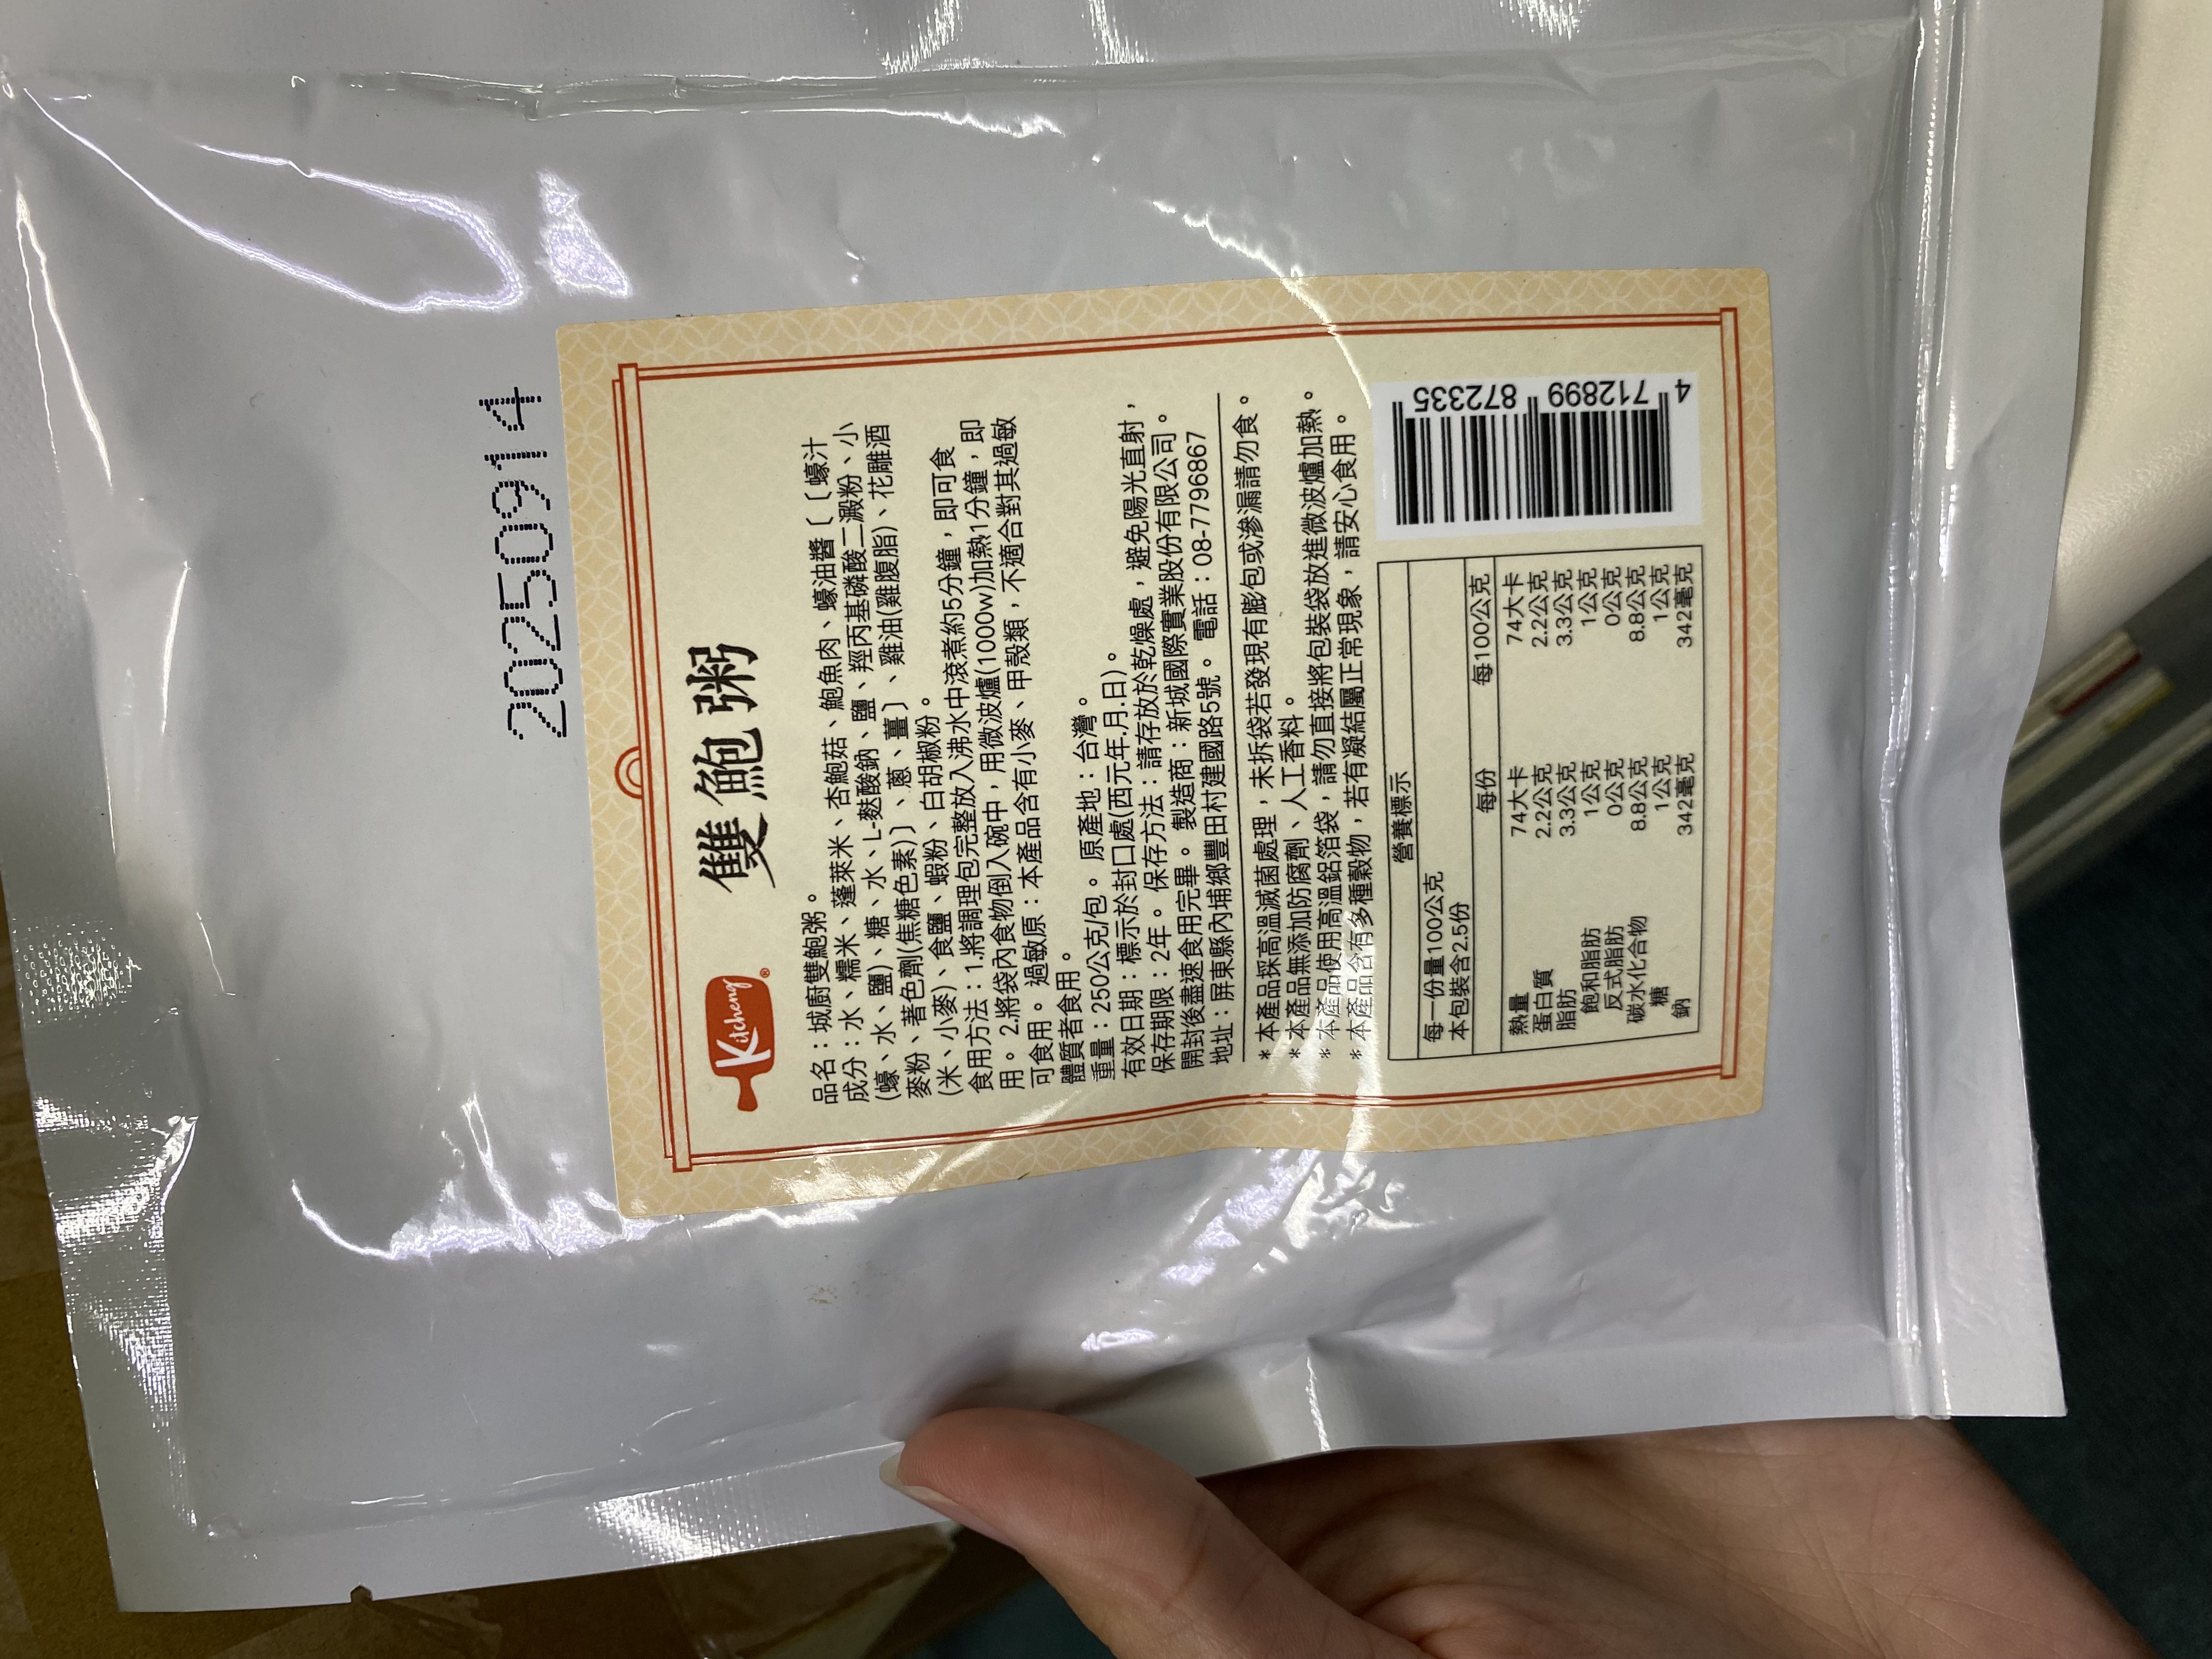 20250914
Kitcheng®
雙鮑粥
品名：城廚雙鮑粥。
成分：水、糯米、蓬萊米、杏鮑菇、鮑魚肉、蠔油醬﹝﹝蠔汁
(蠔、水、鹽)、糖、水、L-麩酸鈉、鹽、羥丙基磷酸二澱粉、小
麥粉、著色劑(焦糖色素)﹞、蔥、薑﹞、雞油(雞腹脂)、花雕酒
(米、小麥)、食鹽、蝦粉、白胡椒粉。
食用方法：1.將調理包完整放入沸水中滾煮約5分鐘，即可食
用。2.將袋內食物倒入碗中，用微波爐(1000w)加熱1分鐘，即
可食用。過敏原：本產品含有小麥、甲殼類，不適合對其過敏
體質者食用。
重量：250公克/包。原產地：台灣。
有效日期：標示於封口處(西元年.月.日)。
保存期限：2年。保存方法：請存放於乾燥處，避免陽光直射，
開封後盡速食用完畢。製造商：新城國際實業股份有限公司。
地址：屏東縣內埔鄉豐田村建國路5號。電話：08-7796867
＊本產品採高溫滅菌處理，未拆袋若發現有膨包或滲漏請勿食。
＊本產品無添加防腐劑、人工香料。
＊本產品使用高溫鋁箔袋，請勿直接將包裝袋放進微波爐加熱。
＊本產品含有多種穀物，若有凝結屬正常現象，請安心食用。
營養標示
每一份量100公克
本包裝含2.5份
每份 每100公克
熱量 74大卡 74大卡
蛋白質 2.2公克 2.2公克
脂肪 3.3公克 3.3公克
飽和脂肪 1公克 1公克
反式脂肪 0公克 0公克
碳水化合物 8.8公克 8.8公克
糖 1公克 1公克
鈉 342毫克 342毫克
4 712899 872335